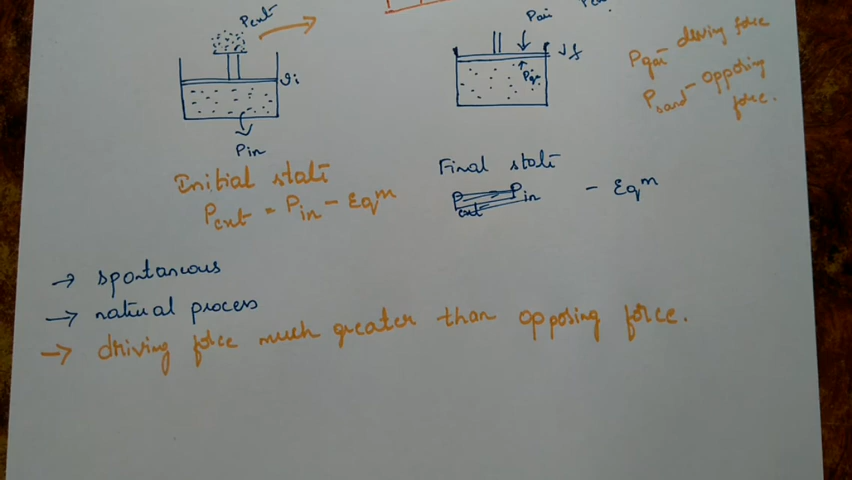 Pext
Pair
Pgas - driving force
Psand - opposing
force.
vi
vf
Pgas
Pin
Initial state
Pext = Pin - Eqm
Final state
Pext Pin - Eqm
→ spontaneous
→ natural process
→ driving force much greater than opposing force.